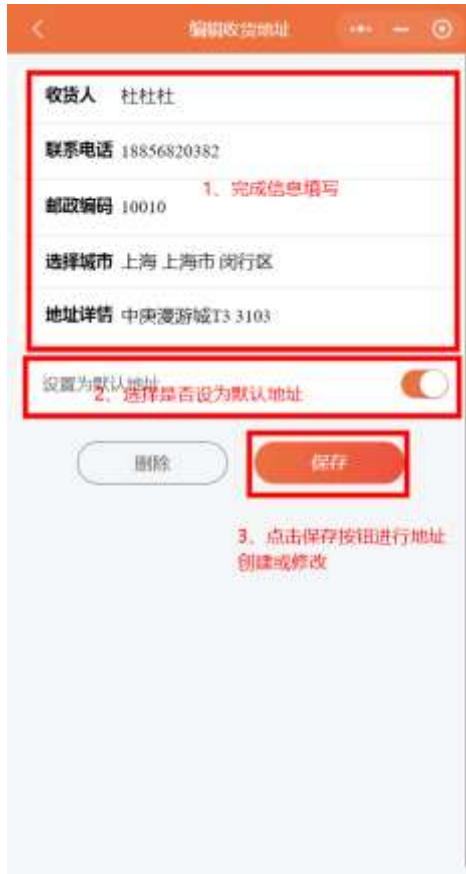 编辑收货地址
收货人 杜杜杜
联系电话 18856820382
1、完成信息填写
邮政编码 10010
选择城市 上海 上海市 闵行区
地址详情 中庚漫游城T3 3103
设置为默认地址
2、选择是否设为默认地址
删除 保存
3、点击保存按钮进行地址
创建或修改